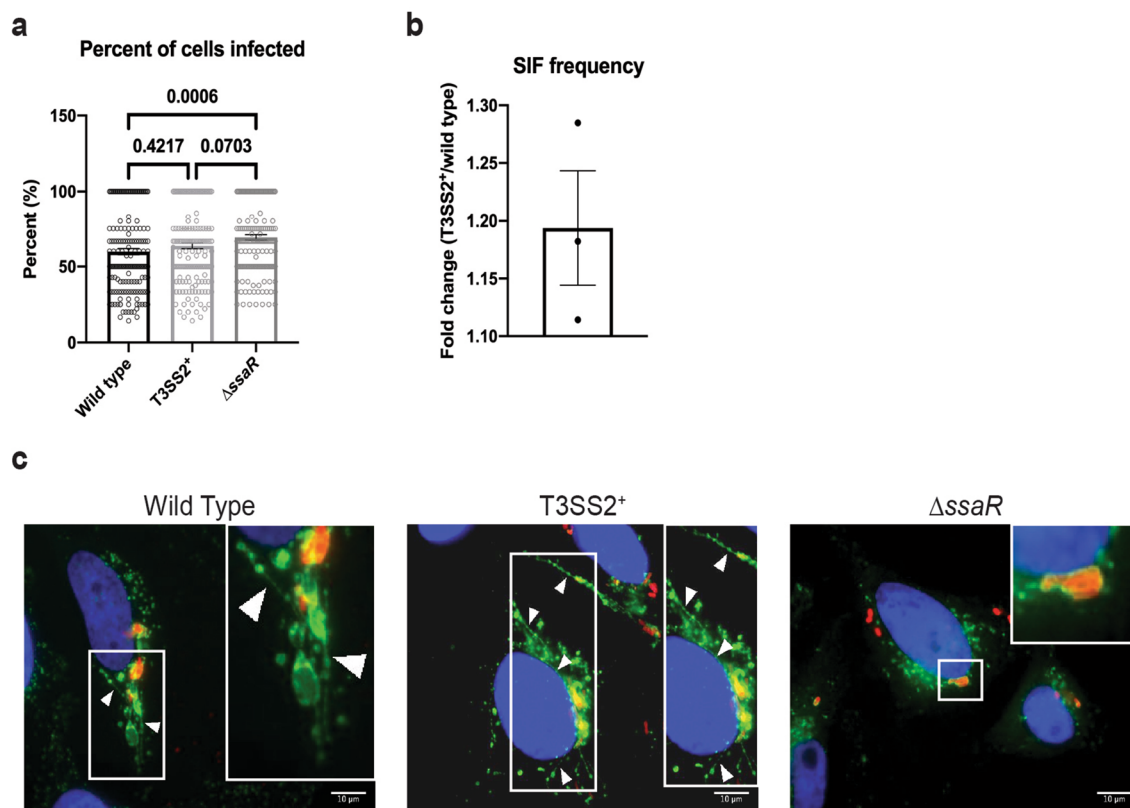 a
Percent of cells infected
0.0006
0.4217 0.0703
150
100
50
0
Percent (%)
Wild type
T3SS2⁺
ΔssaR
b
SIF frequency
1.30
1.25
1.20
1.15
1.10
Fold change (T3SS2⁺/wild type)
c
Wild Type
T3SS2⁺
ΔssaR
10 µm
10 µm
10 µm